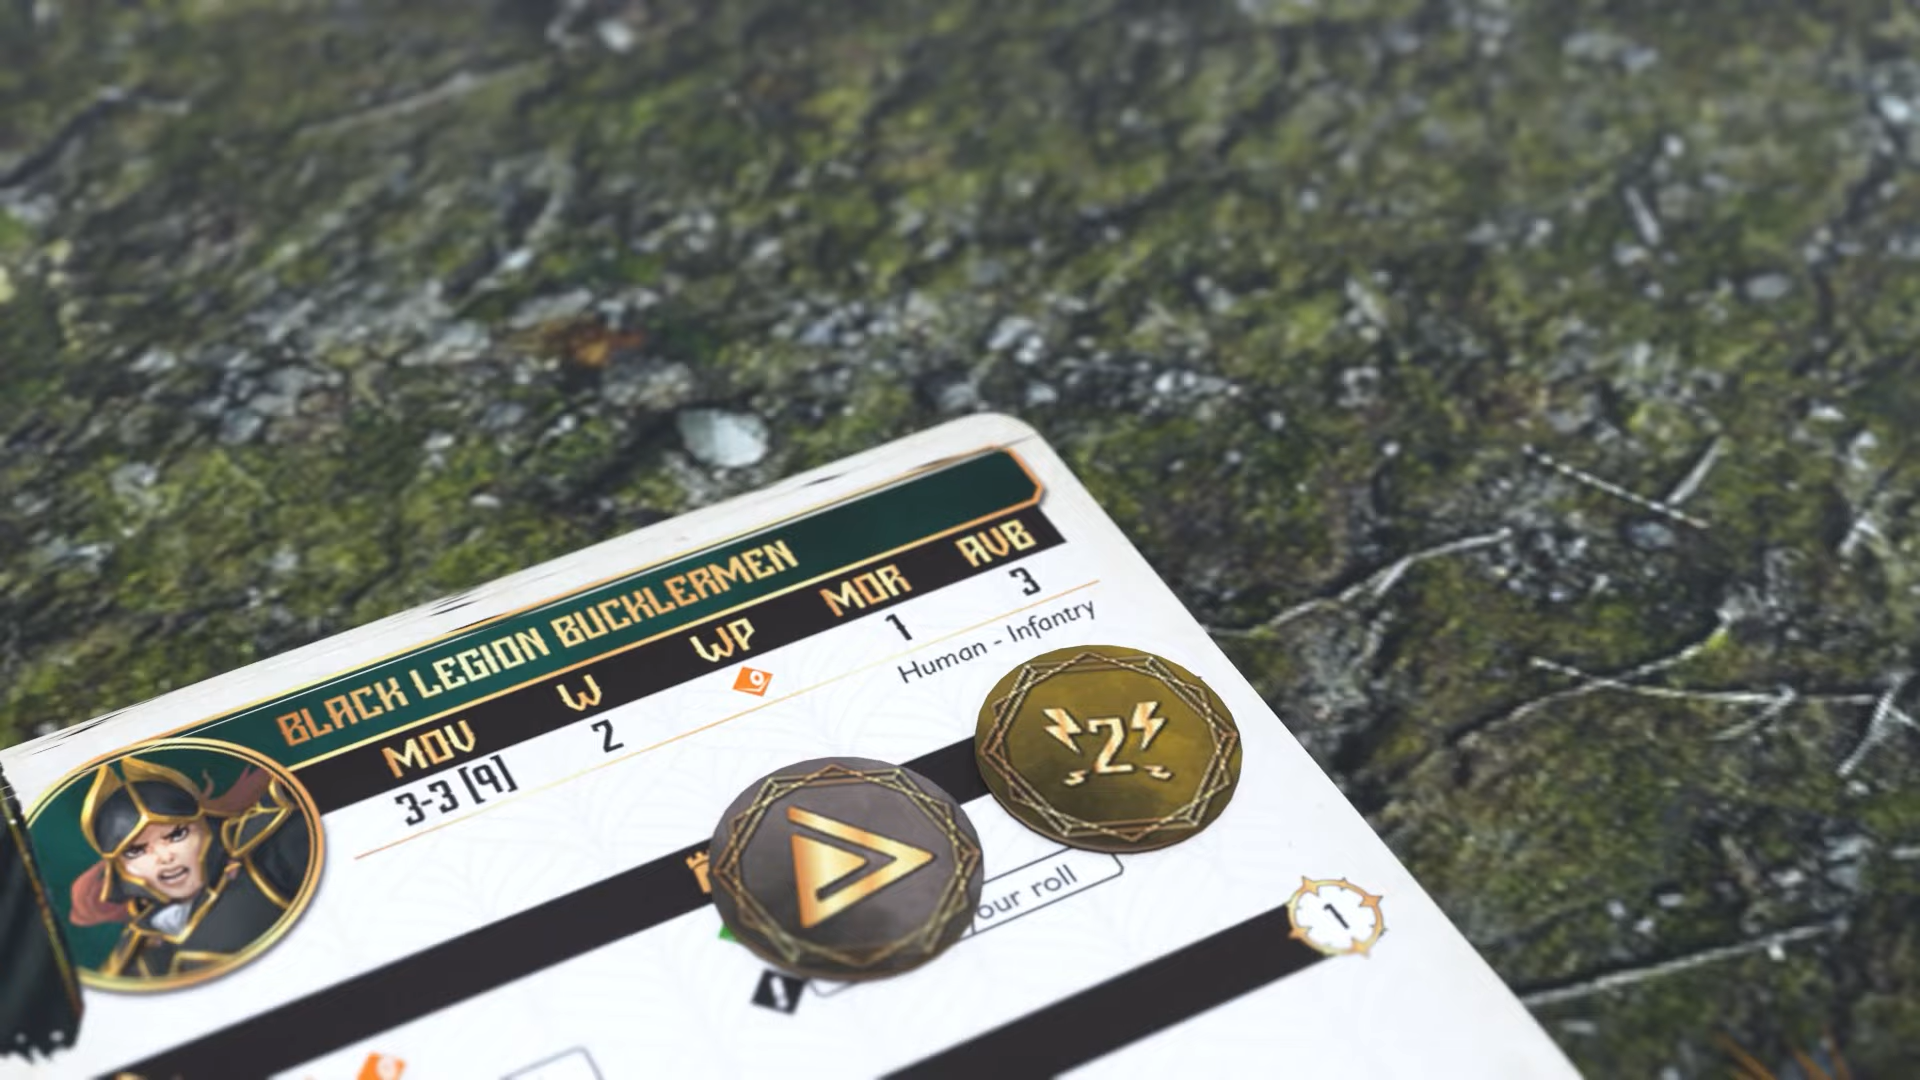 BLACK LEGION BUCKLERMEN
MOV W WP MOR AVB
3-3 [9] 2 0 1 3
Human - Infantry
2
our roll
1